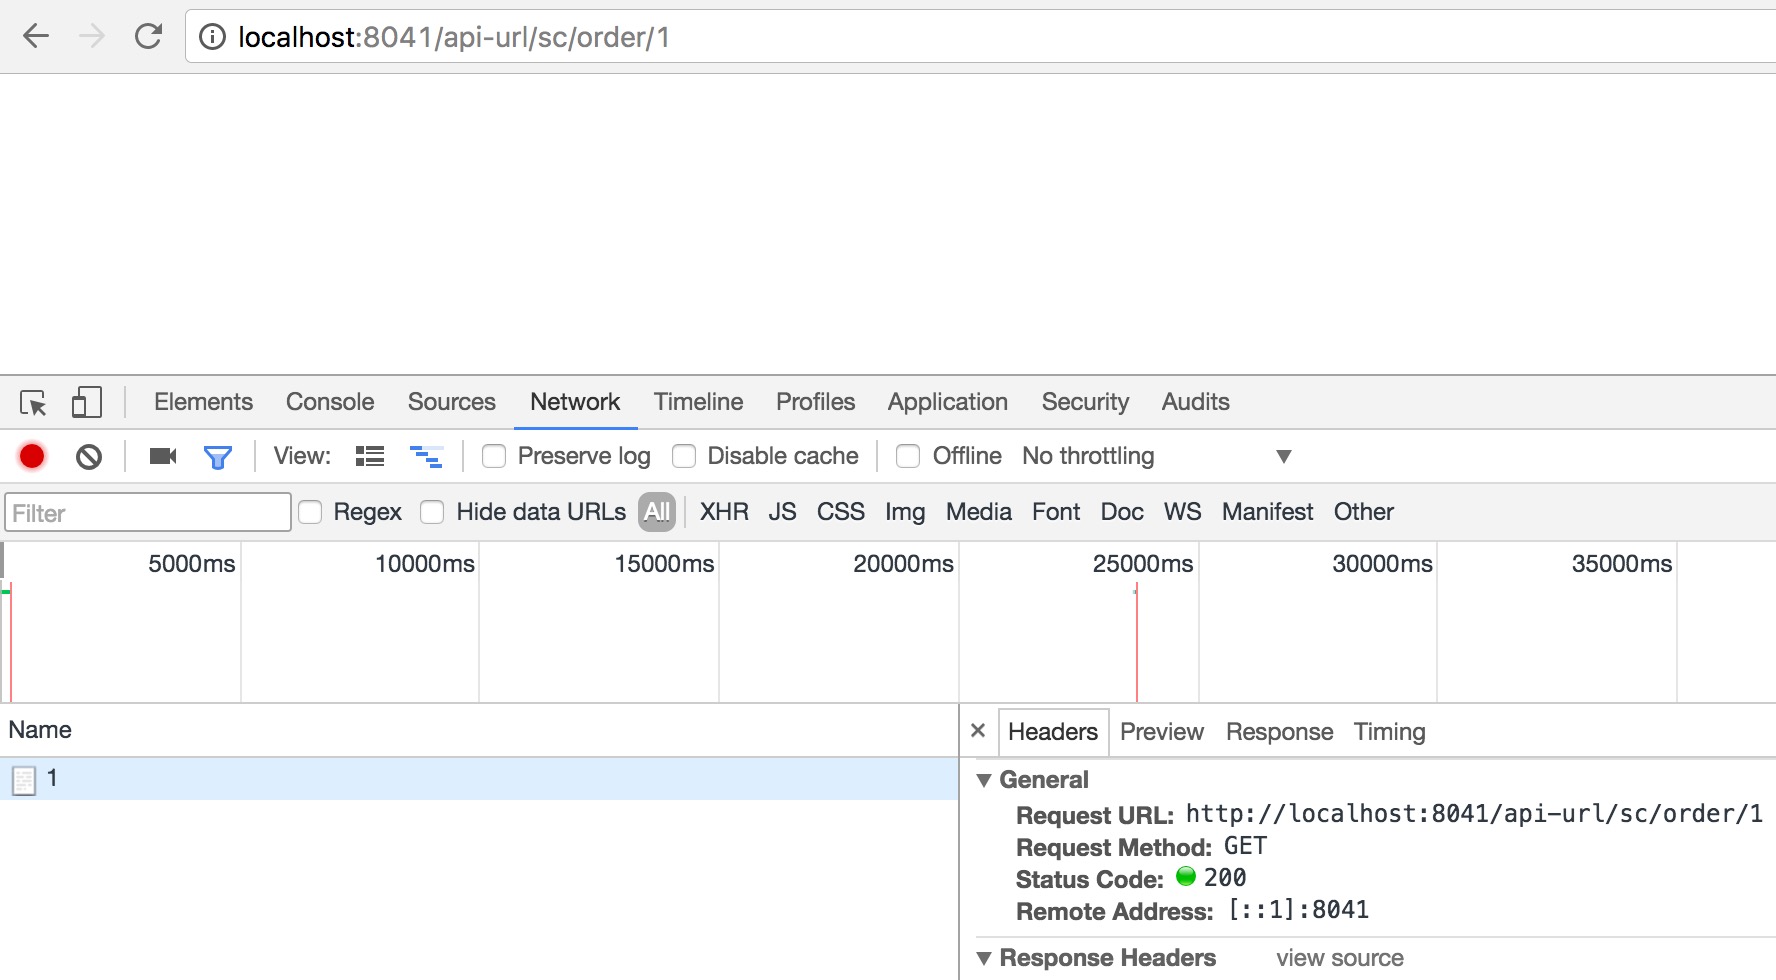 localhost:8041/api-url/sc/order/1
Elements Console Sources Network Timeline Profiles Application Security Audits
View: Preserve log Disable cache Offline No throttling
Filter Regex Hide data URLs All XHR JS CSS Img Media Font Doc WS Manifest Other
5000ms 10000ms 15000ms 20000ms 25000ms 30000ms 35000ms
Name
1
× Headers Preview Response Timing
General
Request URL: http://localhost:8041/api-url/sc/order/1
Request Method: GET
Status Code: 200
Remote Address: [::1]:8041
Response Headers view source